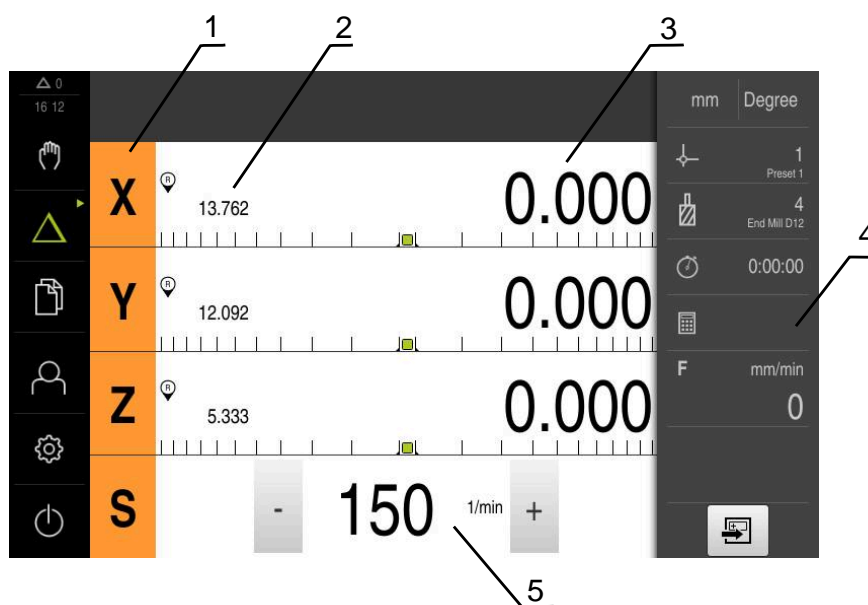 1 2 3
0
16 12
mm Degree
X R 13.762 0.000
1
Preset 1
4
End Mill D12
4
Y R 12.092 0.000
0:00:00
Z R 5.333 0.000
F mm/min
0
S - 150 1/min +
5